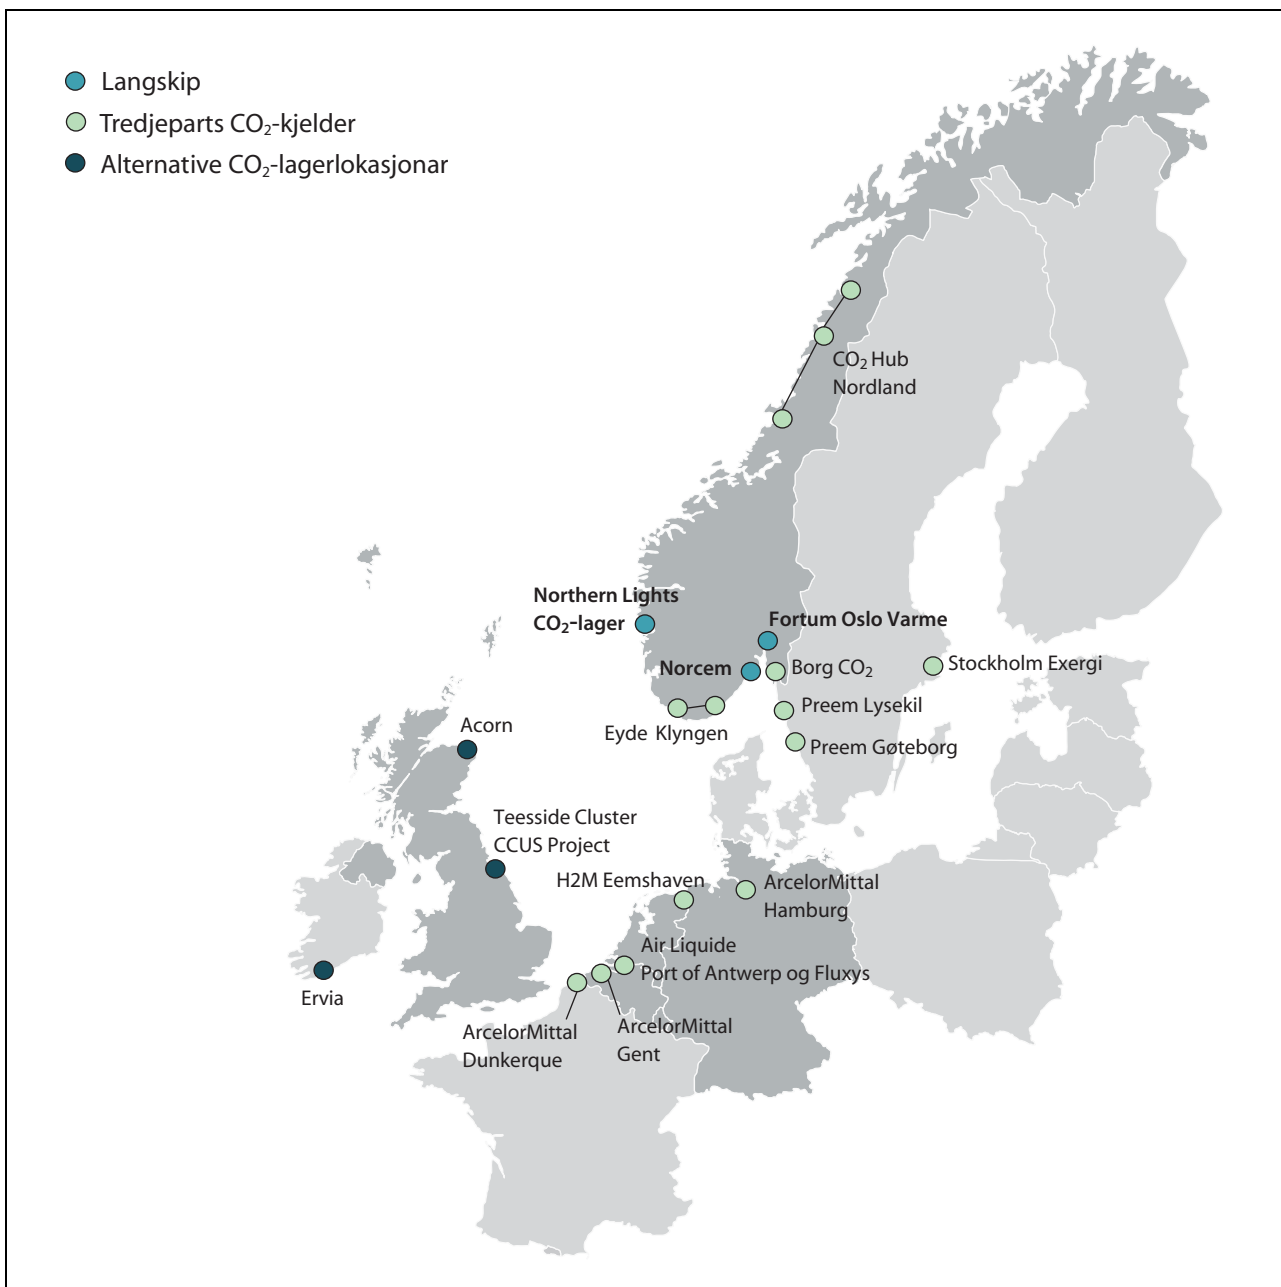 Langskip
Tredjeparts CO₂-kjelder
Alternative CO₂-lagerlokasjonar
CO₂ Hub
Nordland
Northern Lights
CO₂-lager
Fortum Oslo Varme
Norcem
Borg CO₂
Stockholm Exergi
Preem Lysekil
Eyde Klyngen
Preem Gøteborg
Acorn
Teesside Cluster
CCUS Project
H2M Eemshaven
ArcelorMittal
Hamburg
Air Liquide
Port of Antwerp og Fluxys
Ervia
ArcelorMittal
Dunkerque
ArcelorMittal
Gent